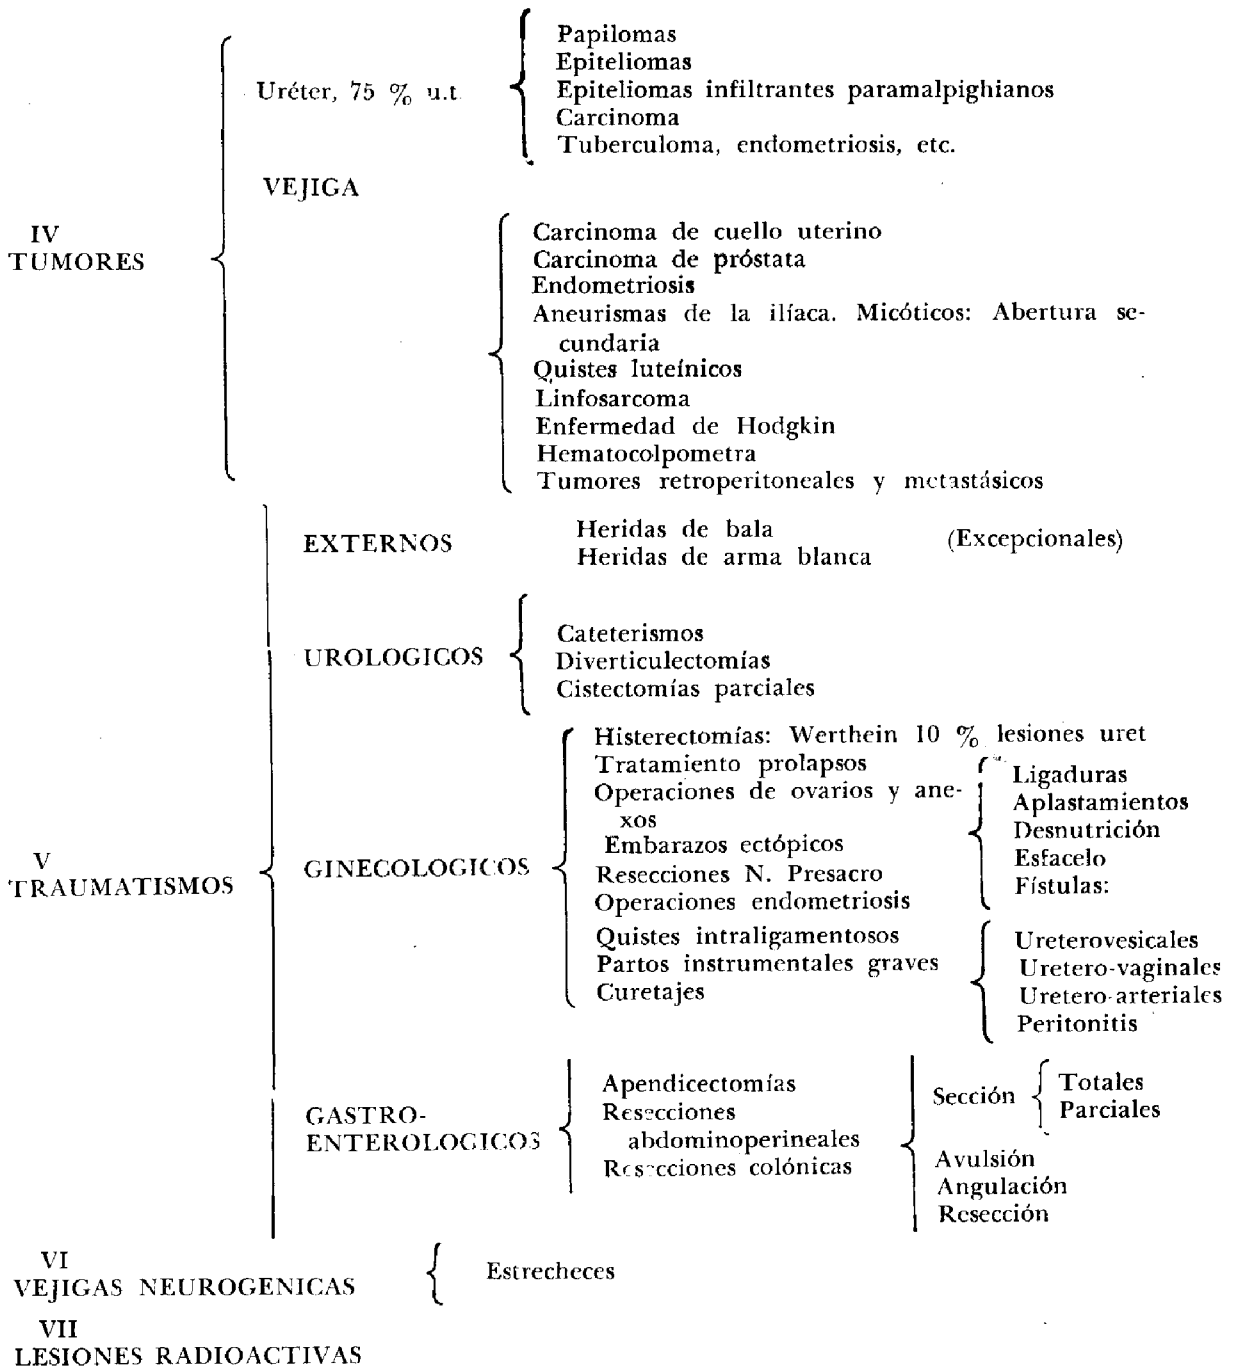 Papilomas
Epiteliomas
Uréter, 75 % u.t
Epiteliomas infiltrantes paramalpighianos
Carcinoma
Tuberculoma, endometriosis, etc.
VEJIGA
IV
TUMORES
Carcinoma de cuello uterino
Carcinoma de próstata
Endometriosis
Aneurismas de la ilíaca. Micóticos: Abertura se-
cundaria
Quistes luteínicos
Linfosarcoma
Enfermedad de Hodgkin
Hematocolpometra
Tumores retroperitoneales y metastásicos
V
TRAUMATISMOS
EXTERNOS
Heridas de bala
Heridas de arma blanca
(Excepcionales)
UROLOGICOS
Cateterismos
Diverticulectomías
Cistectomías parciales
GINECOLOGICOS
Histerectomías: Werthein 10 % lesiones uret
Tratamiento prolapsos
Operaciones de ovarios y ane-
xos
Embarazos ectópicos
Resecciones N. Presacro
Operaciones endometriosis
Quistes intraligamentosos
Partos instrumentales graves
Curetajes
Ligaduras
Aplastamientos
Desnutrición
Esfacelo
Fístulas:
Ureterovesicales
Uretero-vaginales
Uretero-arteriales
Peritonitis
GASTRO-
ENTEROLOGICOS
Apendicectomías
Resecciones
abdominoperineales
Resecciones colónicas
Sección
Totales
Parciales
Avulsión
Angulación
Resección
VI
VEJIGAS NEUROGENICAS
Estrecheces
VII
LESIONES RADIOACTIVAS